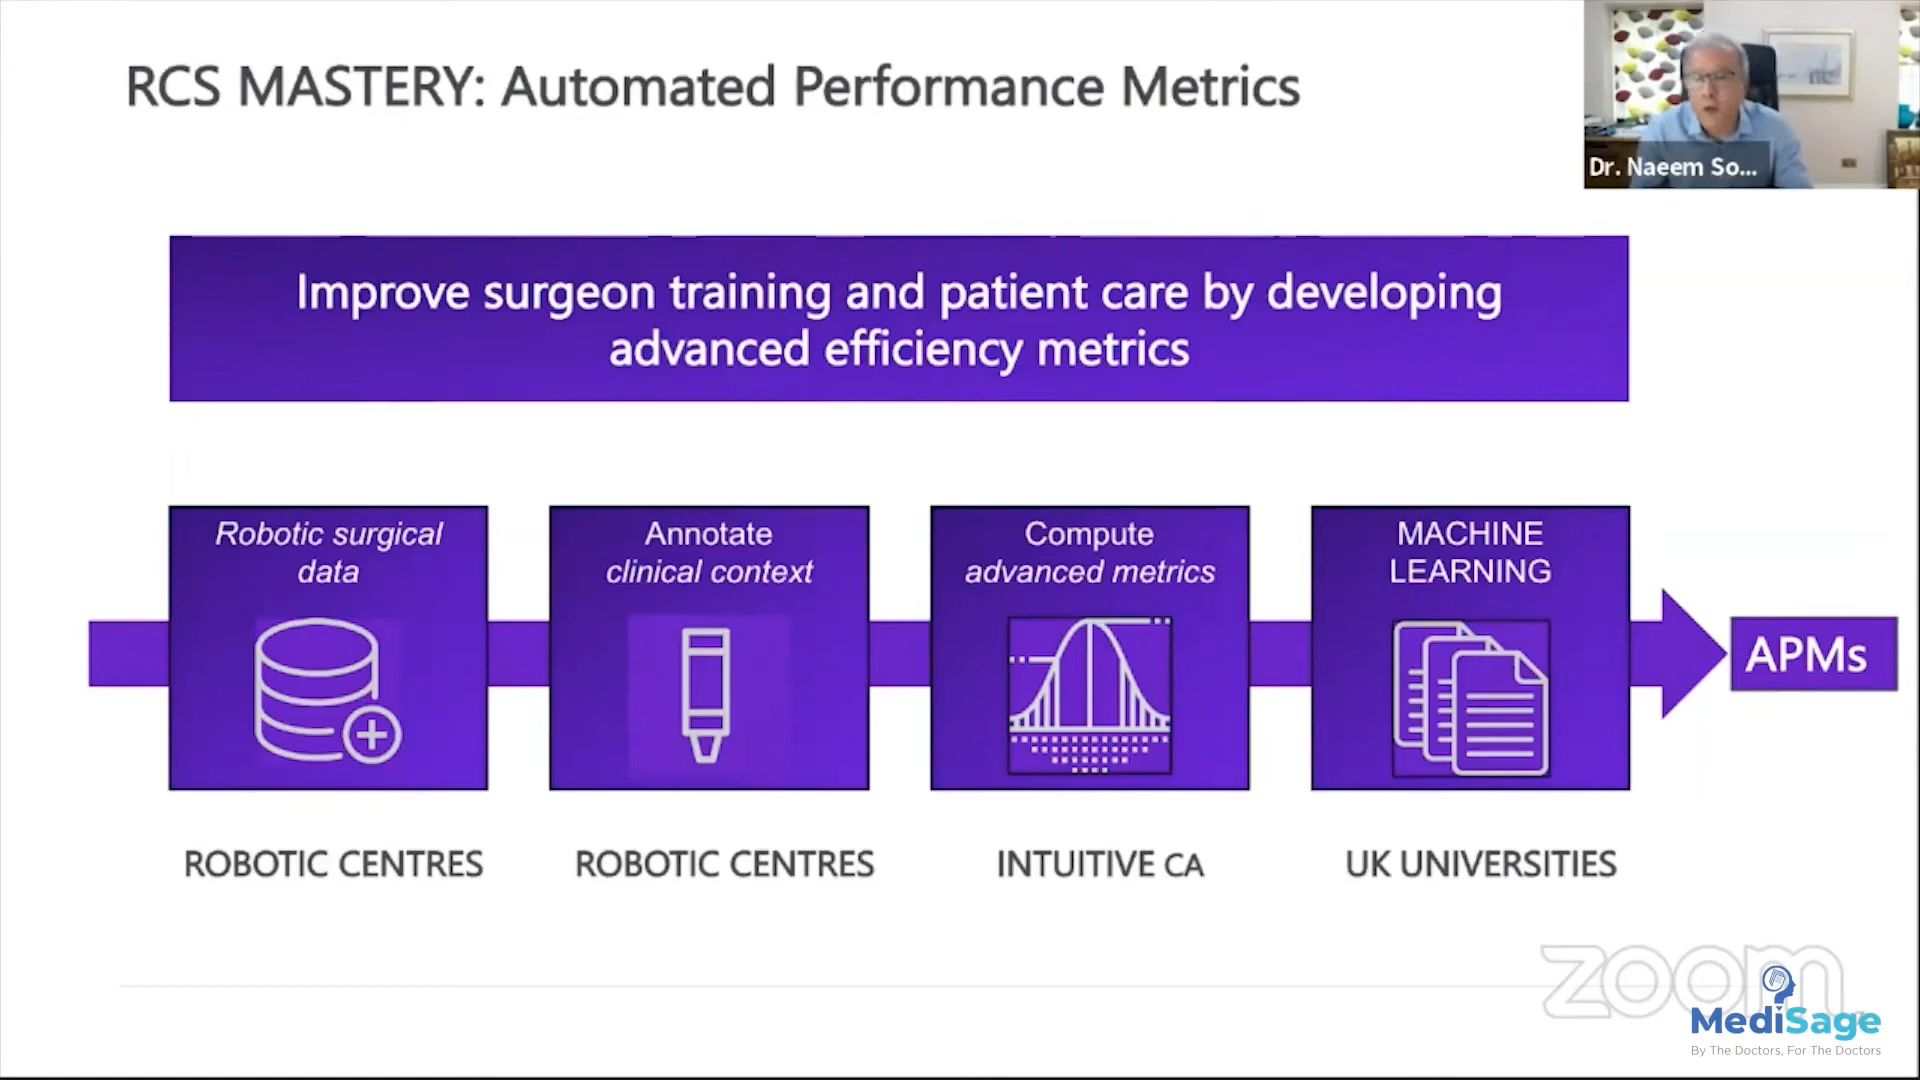 RCS MASTERY: Automated Performance Metrics
Dr. Naeem So...
Improve surgeon training and patient care by developing
advanced efficiency metrics
Robotic surgical
data
Annotate
clinical context
Compute
advanced metrics
MACHINE
LEARNING
APMs
ROBOTIC CENTRES
ROBOTIC CENTRES
INTUITIVE CA
UK UNIVERSITIES
zoom
MediSage
By The Doctors, For The Doctors